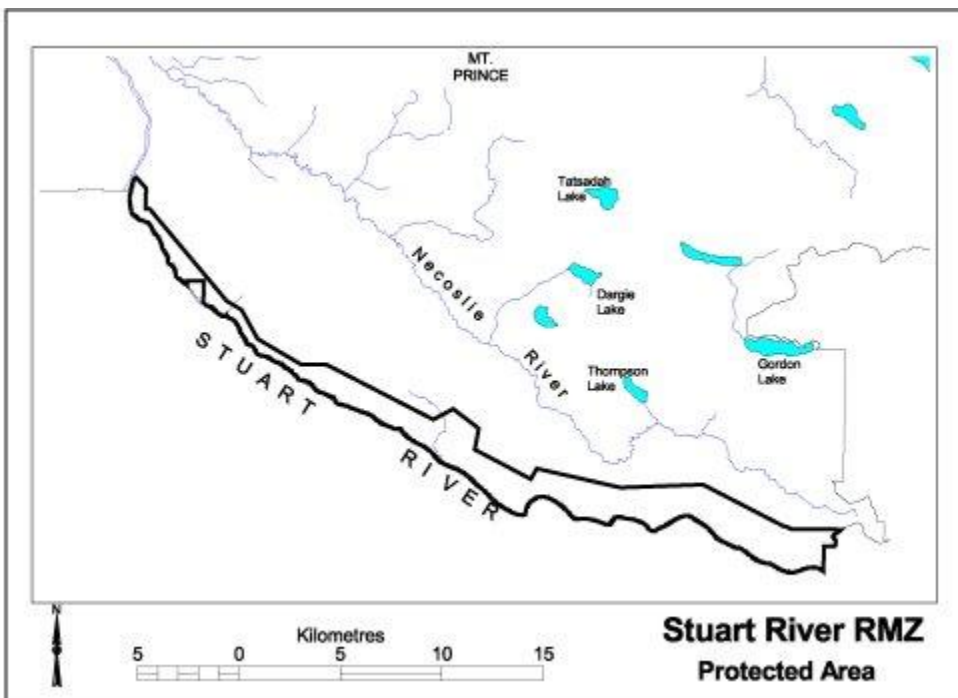 MT.
PRINCE
Tatsadah
Lake
Necoslie
River
Dargie
Lake
Gordon
Lake
Thompson
Lake
STUART
RIVER
N
Kilometres
5 0 5 10 15
Stuart River RMZ
Protected Area